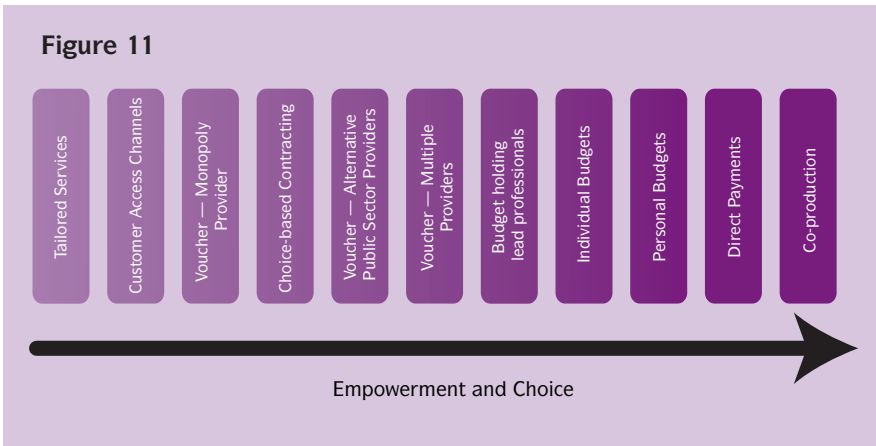 Figure 11
Tailored Services
Customer Access Channels
Voucher — Monopoly
Provider
Choice-based Contracting
Voucher — Alternative
Public Sector Providers
Voucher — Multiple
Providers
Budget holding
lead professionals
Individual Budgets
Personal Budgets
Direct Payments
Co-production
Empowerment and Choice